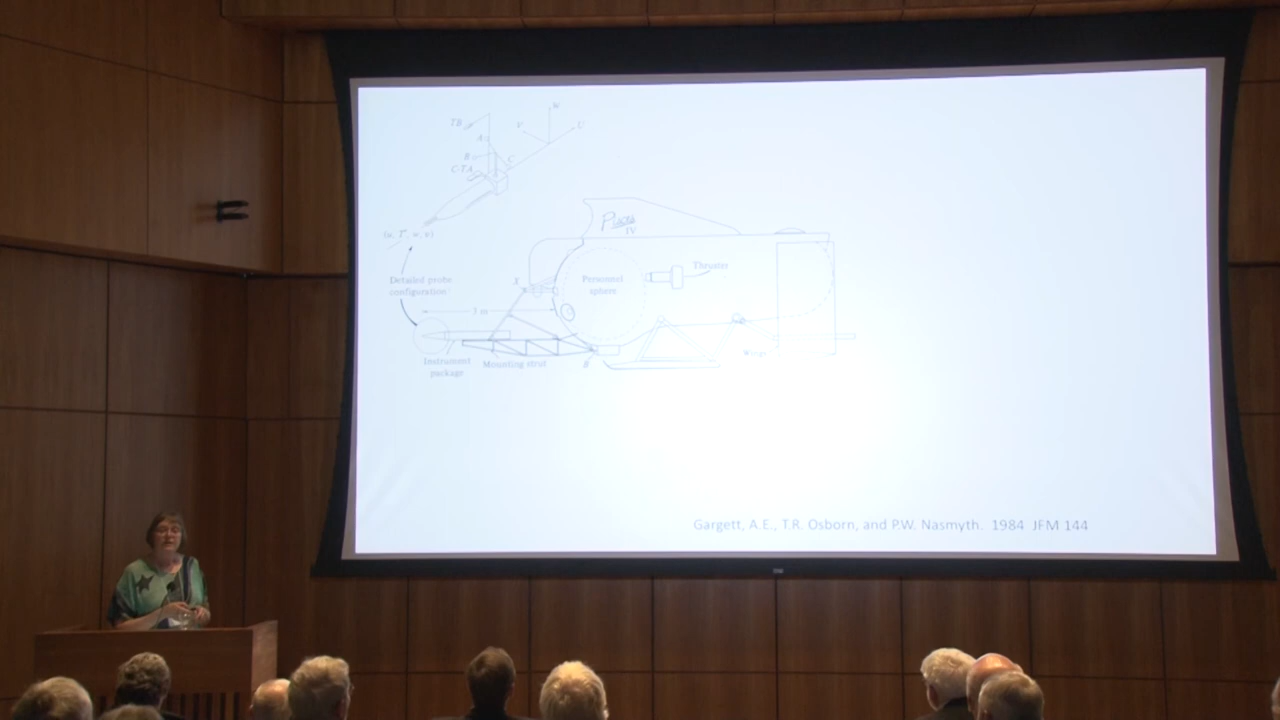 W
TB
V
U
A
B
C
C-TA
Pisces
IV
Detailed probe
configuration
Personnel
sphere
Thruster
X
3 m
Instrument
package
Mounting strut
Wings
Gargett, A.E., T.R. Osborn, and P.W. Nasmyth. 1984 JFM 144